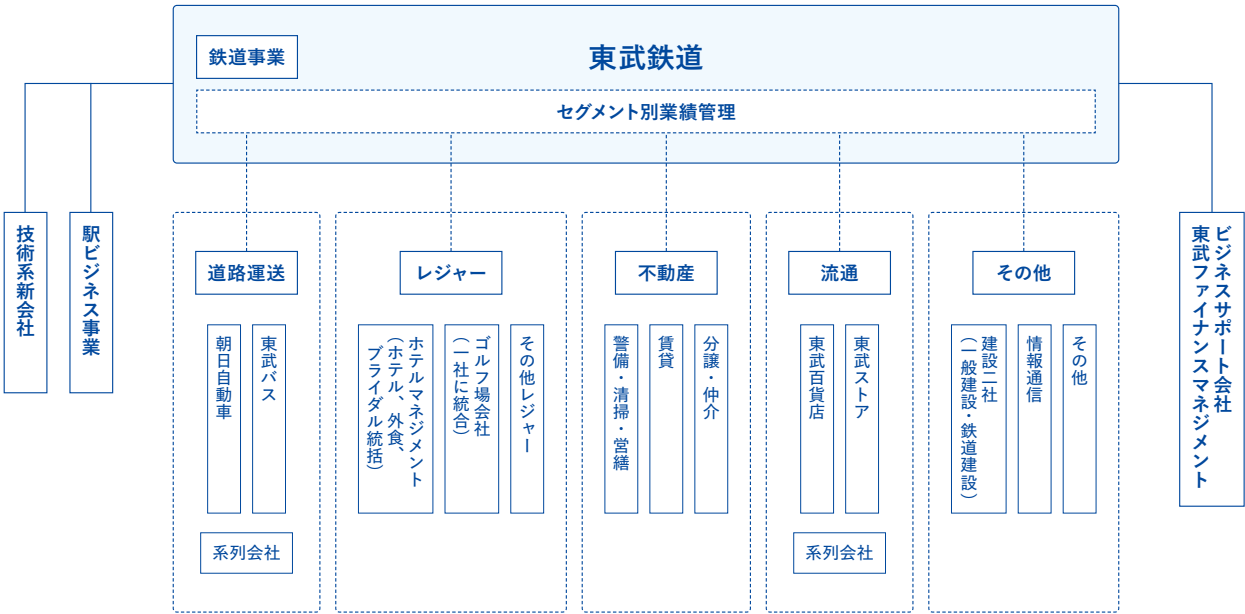 東武鉄道
鉄道事業
セグメント別業績管理
技術系新会社
駅ビジネス事業
道路運送
朝日自動車
東武バス
系列会社
レジャー
ホテルマネジメント
（ホテル、外食、
ブライダル統括）
ゴルフ場会社
（一社に統合）
その他レジャー
不動産
警備・清掃・営繕
賃貸
分譲・仲介
流通
東武百貨店
東武ストア
系列会社
その他
建設二社
（一般建設・鉄道建設）
情報通信
その他
ビジネスサポート会社
東武ファイナンスマネジメント